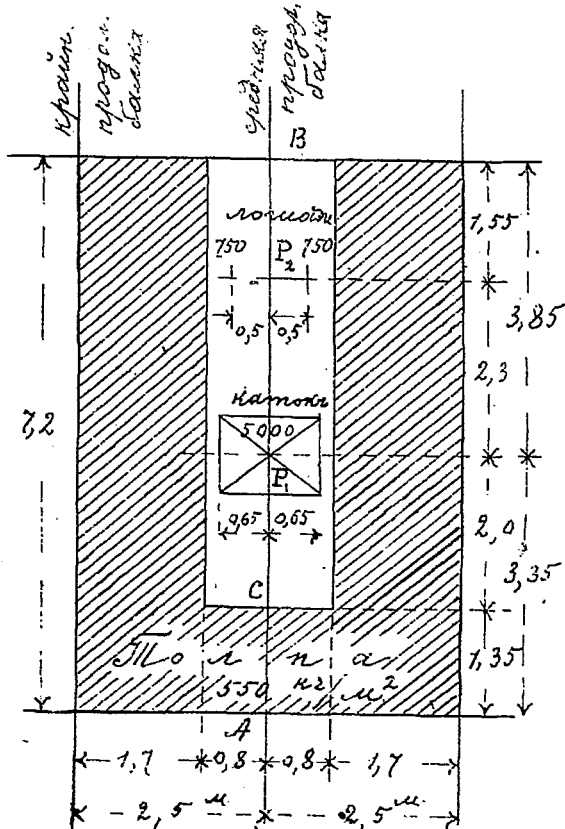 крайн.
продол.
балка
средняя
продор.
балка
B
лошади
750 P₂ 750
0,5 0,5
1,55
3,85
2,3
7,2
катокъ
5000
P₁
0,65 0,65
2,0
3,35
C
Толпа
550 кг/м²
1,35
A
1,7 0,8 0,8 1,7
2,5 м. 2,5 м.